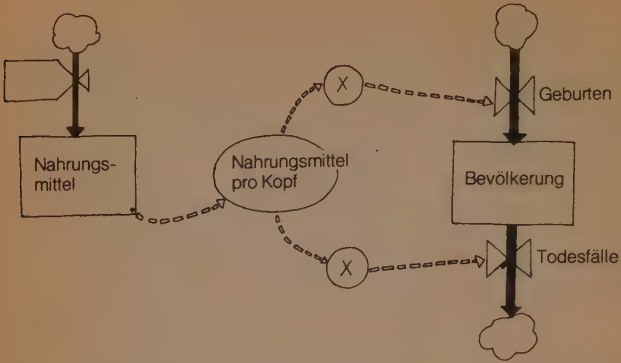 Nahrungs-
mittel
Nahrungsmittel
pro Kopf
X
X
Geburten
Bevölkerung
Todesfälle